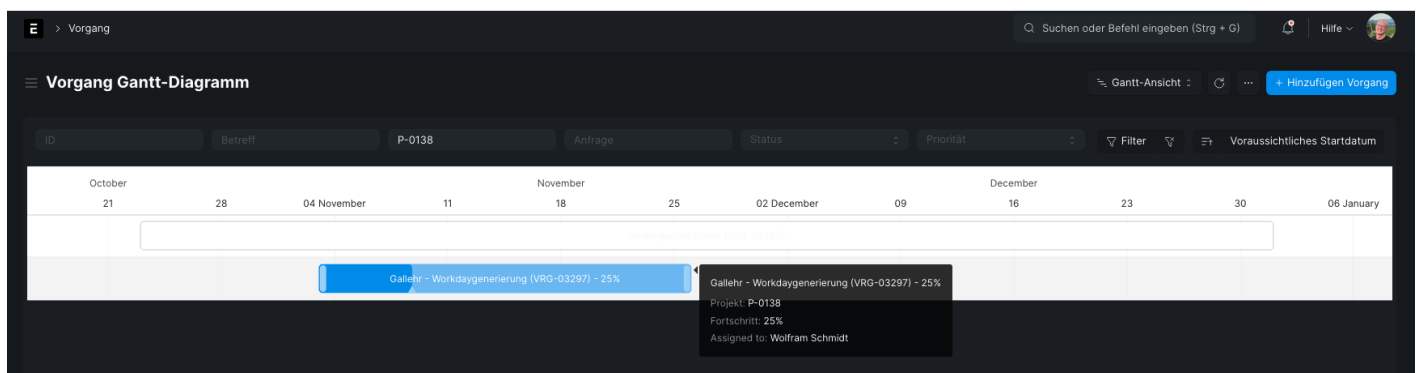 E > Vorgang
Suchen oder Befehl eingeben (Strg + G)
Hilfe
Vorgang Gantt-Diagramm
Gantt-Ansicht
...
+ Hinzufügen Vorgang
ID
Betreff
P-0138
Anfrage
Status
Priorität
Filter
Voraussichtliches Startdatum
October
November
December
21
28
04 November
11
18
25
02 December
09
16
23
30
06 January
Gallehr - Workdaygenerierung (VRG-03297) - 25%
Gallehr - Workdaygenerierung (VRG-03297) - 25%
Projekt: P-0138
Fortschritt: 25%
Assigned to: Wolfram Schmidt